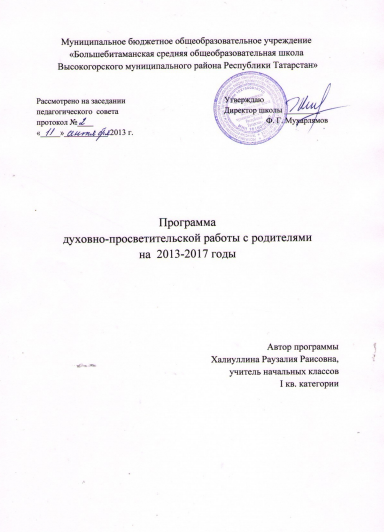 Муниципальное бюджетное общеобразовательное учреждение
«Большебитаманская средняя общеобразовательная школа
Высокогорского муниципального района Республики Татарстан»
Рассмотрено на заседании
педагогического совета
протокол № 2
« 11 » сентября 2013 г.
Утверждаю
Директор школы
Ф. Г. Мухарлямов
Программа
духовно-просветительской работы с родителями
на 2013-2017 годы
Автор программы
Халиуллина Раузалия Раисовна,
учитель начальных классов
I кв. категории